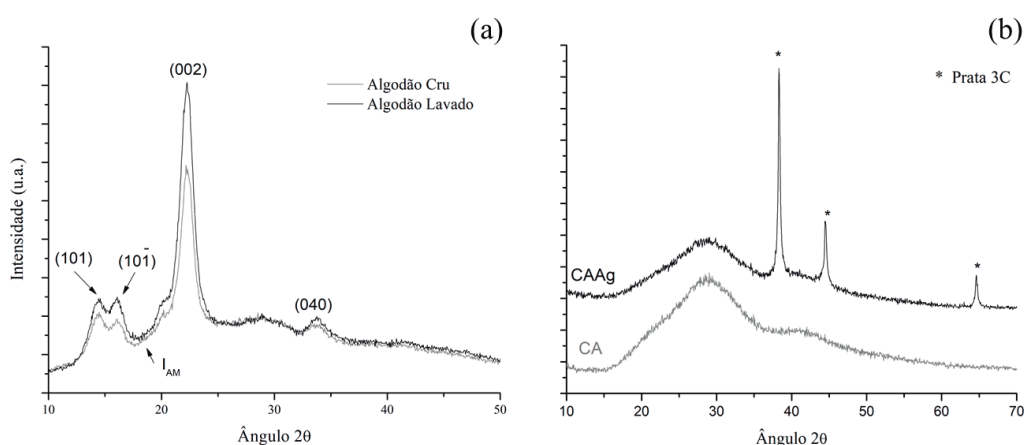 (a)
(002)
Algodão Cru
Algodão Lavado
(101)
(101̄)
(040)
I_AM
Intensidade (u.a.)
10 20 30 40 50
Ângulo 2θ
(b)
*
* Prata 3C
*
*
CAAg
CA
10 20 30 40 50 60 70
Ângulo 2θ